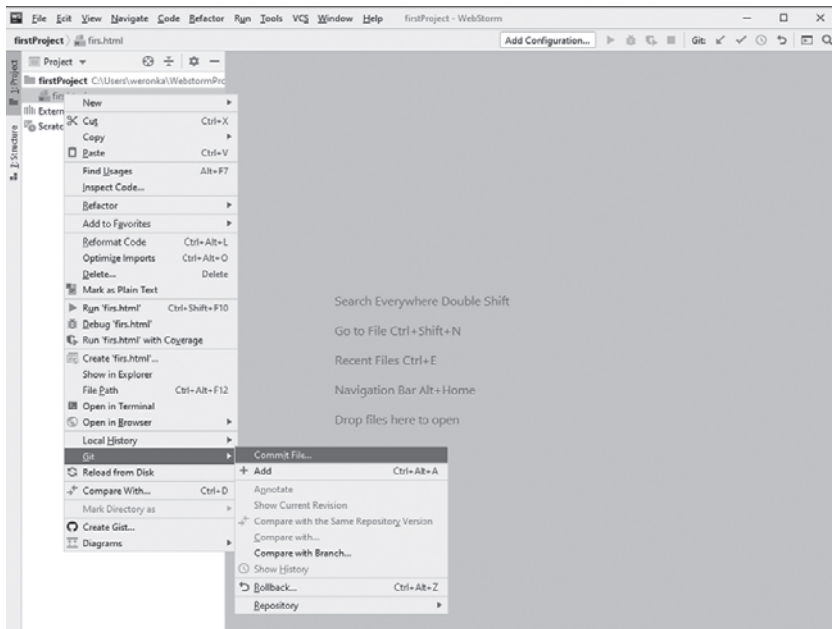 WS File Edit View Navigate Code Refactor Run Tools VCS Window Help firstProject - WebStorm
firstProject firs.html
Add Configuration... Git:
1: Project
Z: Structure
Project
firstProject C:\Users\weronka\WebstormPro
Extern
Scratc
New
Cut Ctrl+X
Copy
Paste Ctrl+V
Find Usages Alt+F7
Inspect Code...
Refactor
Add to Favorites
Reformat Code Ctrl+Alt+L
Optimize Imports Ctrl+Alt+O
Delete... Delete
Mark as Plain Text
Run 'firs.html' Ctrl+Shift+F10
Debug 'firs.html'
Run 'firs.html' with Coverage
Create 'firs.html'...
Show in Explorer
File Path Ctrl+Alt+F12
Open in Terminal
Open in Browser
Local History
Git
Reload from Disk
Compare With... Ctrl+D
Mark Directory as
Create Gist...
Diagrams
Commit File...
Add Ctrl+Alt+A
Annotate
Show Current Revision
Compare with the Same Repository Version
Compare with...
Compare with Branch...
Show History
Rollback... Ctrl+Alt+Z
Repository
Search Everywhere Double Shift
Go to File Ctrl+Shift+N
Recent Files Ctrl+E
Navigation Bar Alt+Home
Drop files here to open